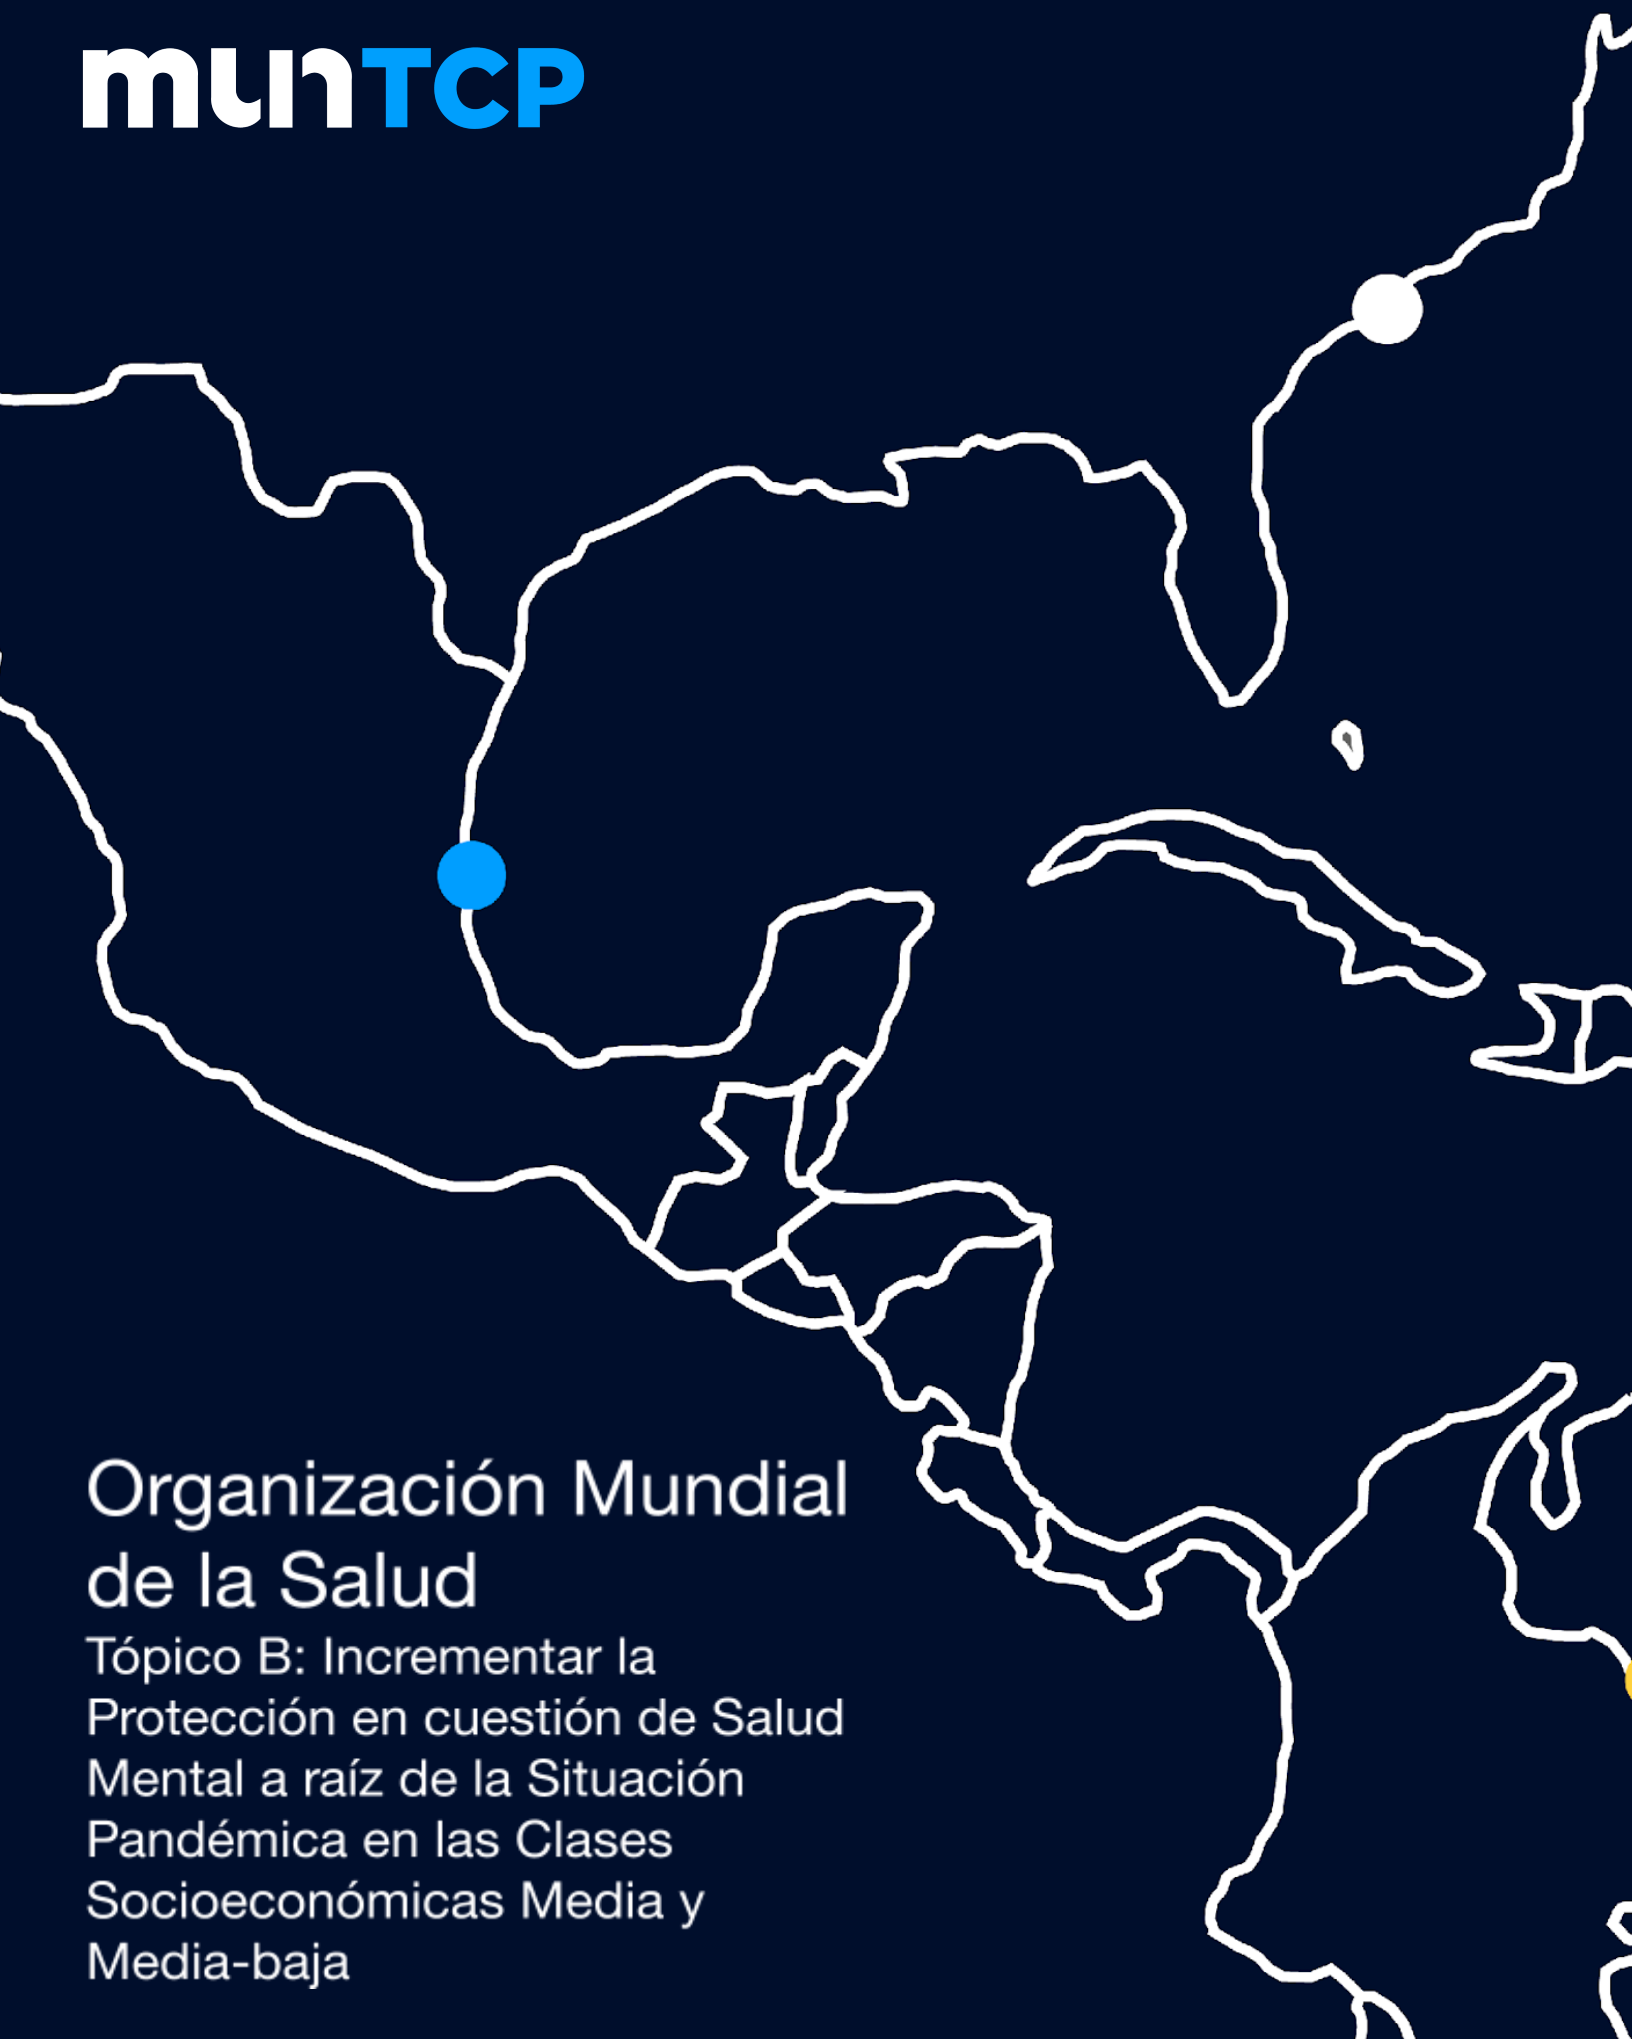 munTCP
Organización Mundial
de la Salud
Tópico B: Incrementar la
Protección en cuestión de Salud
Mental a raíz de la Situación
Pandémica en las Clases
Socioeconómicas Media y
Media-baja